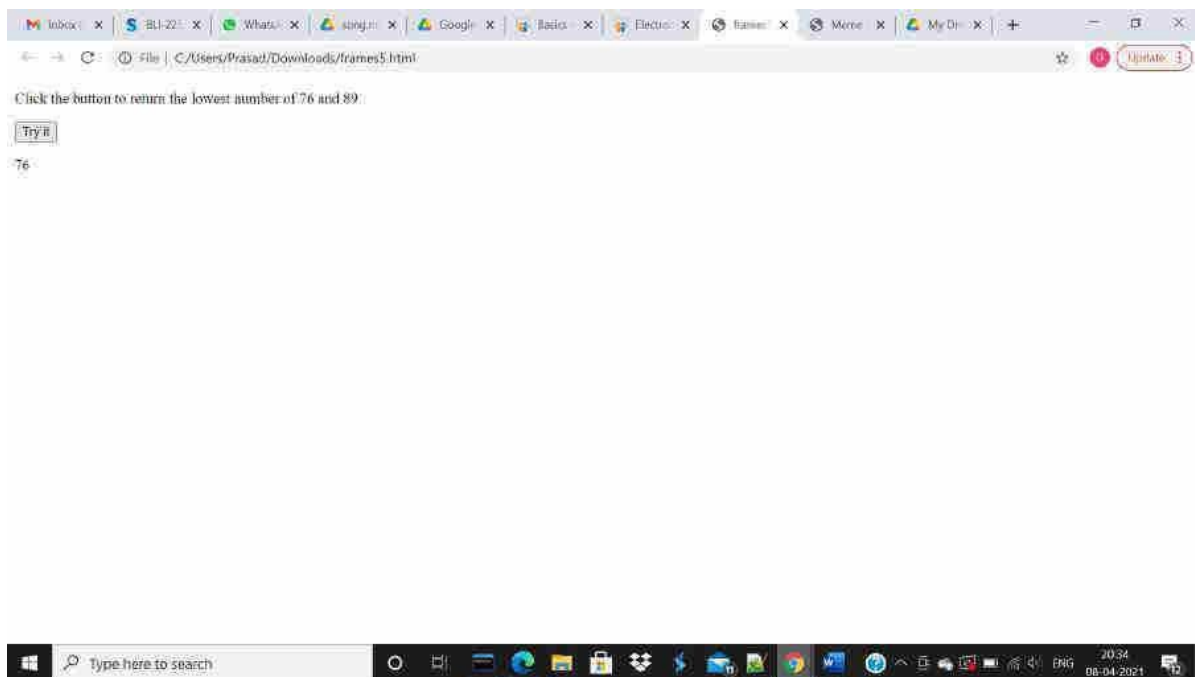 Inbox
BLI-22
Whats
song.m
Google
Basics
Electro
frames
Meme
My Dri
File | C:/Users/Prasad/Downloads/frames5.html
Update
Click the button to return the lowest number of 76 and 89.
Try it
76
Type here to search
ENG
20:34
08-04-2021